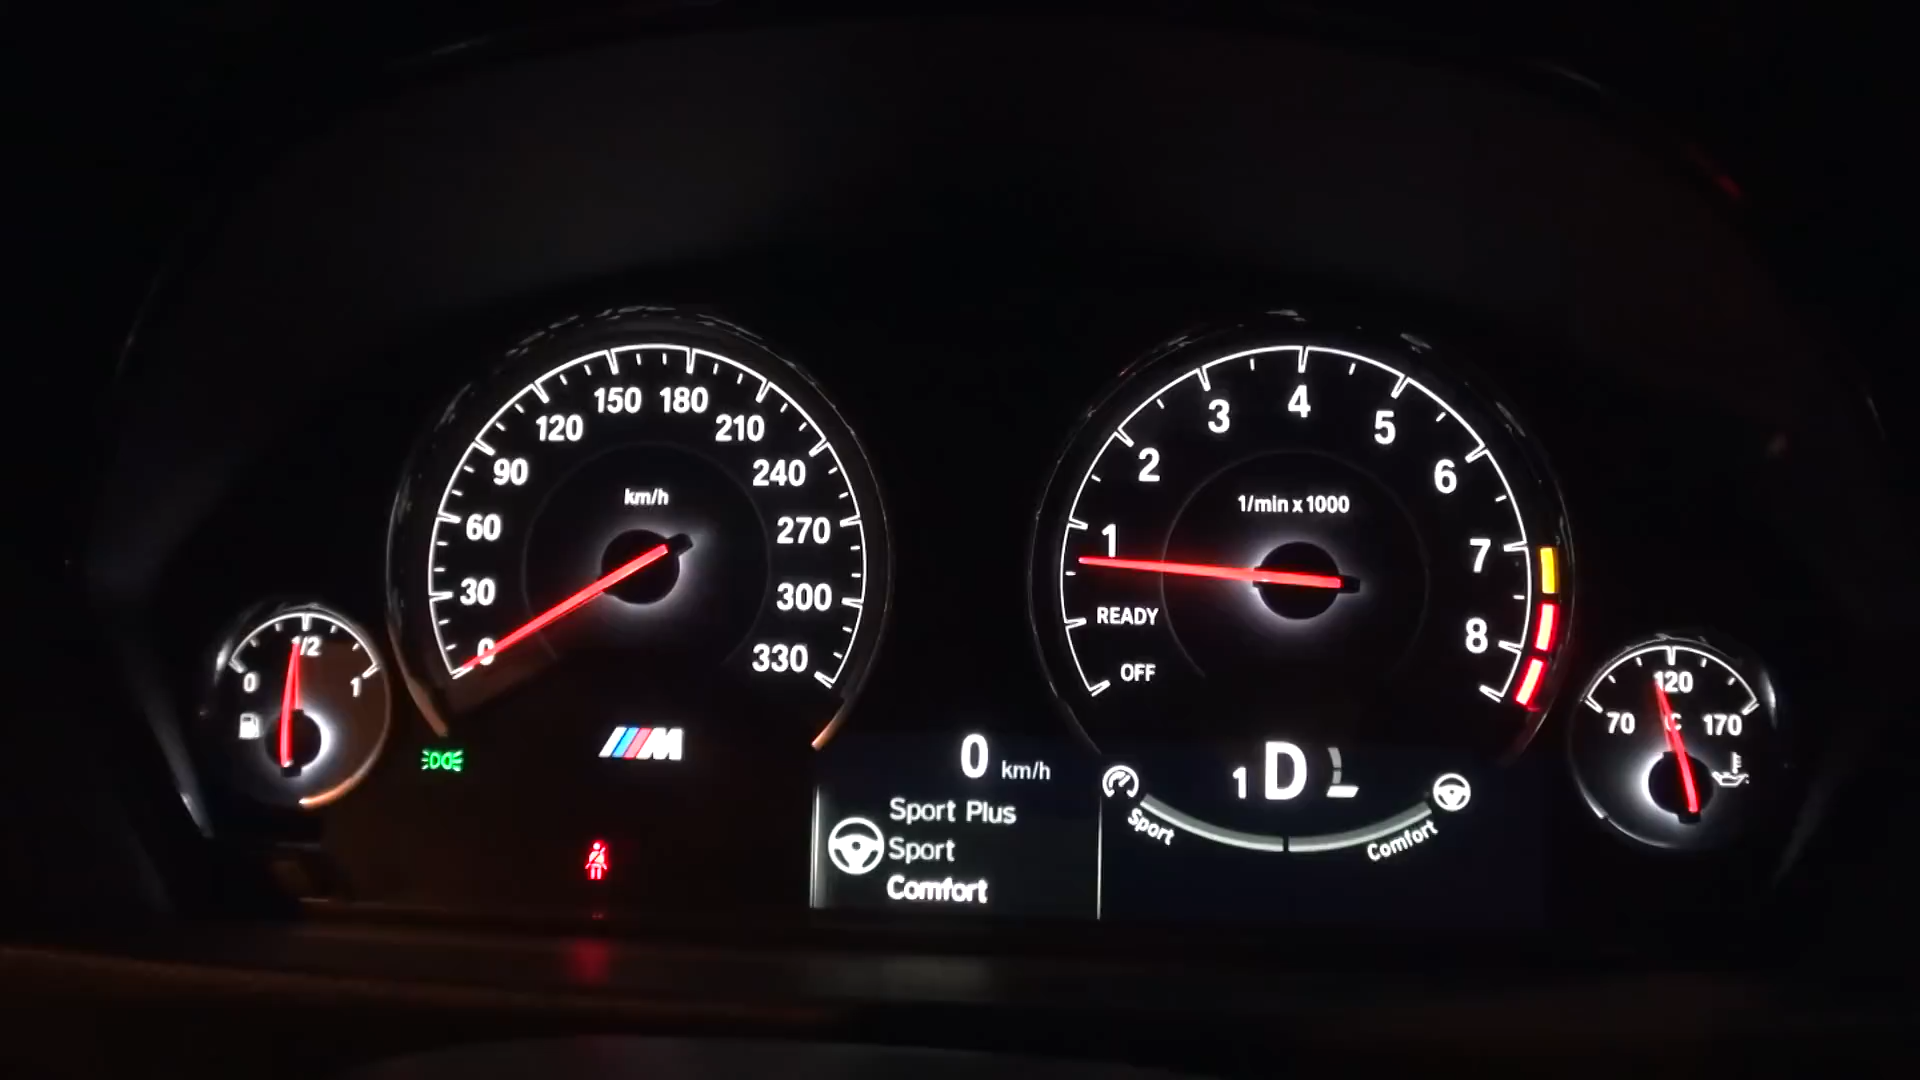 150 180
120 210
90 240
km/h
60 270
30 300
0 330
4
3 5
2 6
1/min x 1000
1 7
READY 8
OFF
1/2
0 1
120
70 °C 170
M
0 km/h
Sport Plus
Sport
Comfort
1 D
Sport Comfort